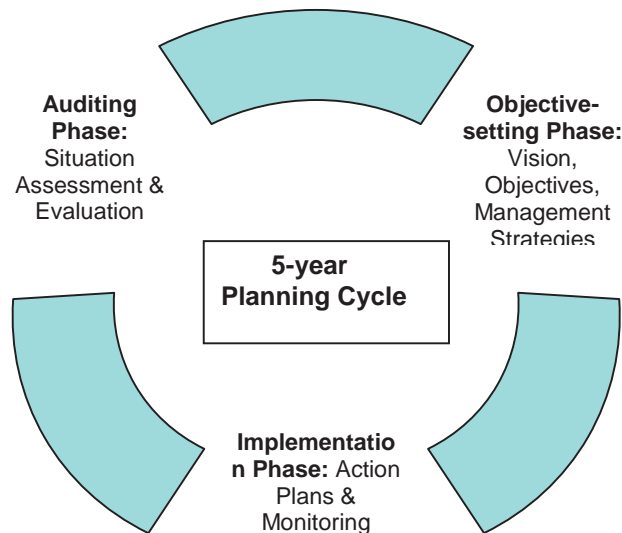 Auditing
Phase:
Situation
Assessment &
Evaluation
Objective-
setting Phase:
Vision,
Objectives,
Management
Strategies
5-year
Planning Cycle
Implementatio
n Phase: Action
Plans &
Monitoring